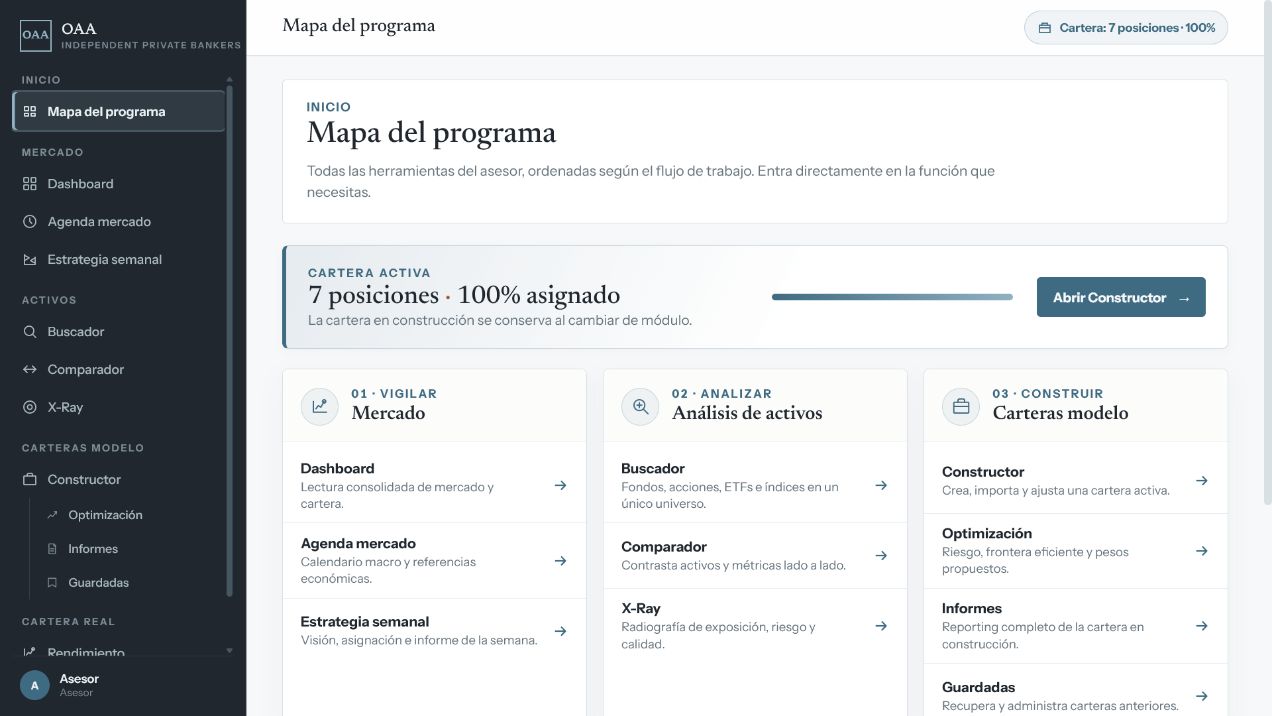 OAA
OAA
INDEPENDENT PRIVATE BANKERS
INICIO
Mapa del programa
MERCADO
Dashboard
Agenda mercado
Estrategia semanal
ACTIVOS
Buscador
Comparador
X-Ray
CARTERAS MODELO
Constructor
Optimización
Informes
Guardadas
CARTERA REAL
Rendimiento
A
Asesor
Asesor
Mapa del programa
Cartera: 7 posiciones · 100%
INICIO
Mapa del programa
Todas las herramientas del asesor, ordenadas según el flujo de trabajo. Entra directamente en la función que
necesitas.
CARTERA ACTIVA
7 posiciones · 100% asignado
La cartera en construcción se conserva al cambiar de módulo.
Abrir Constructor →
01 · VIGILAR
Mercado
Dashboard
Lectura consolidada de mercado y
cartera.
Agenda mercado
Calendario macro y referencias
económicas.
Estrategia semanal
Visión, asignación e informe de la semana.
02 · ANALIZAR
Análisis de activos
Buscador
Fondos, acciones, ETFs e índices en un
único universo.
Comparador
Contrasta activos y métricas lado a lado.
X-Ray
Radiografía de exposición, riesgo y
calidad.
03 · CONSTRUIR
Carteras modelo
Constructor
Crea, importa y ajusta una cartera activa.
Optimización
Riesgo, frontera eficiente y pesos
propuestos.
Informes
Reporting completo de la cartera en
construcción.
Guardadas
Recupera y administra carteras anteriores.